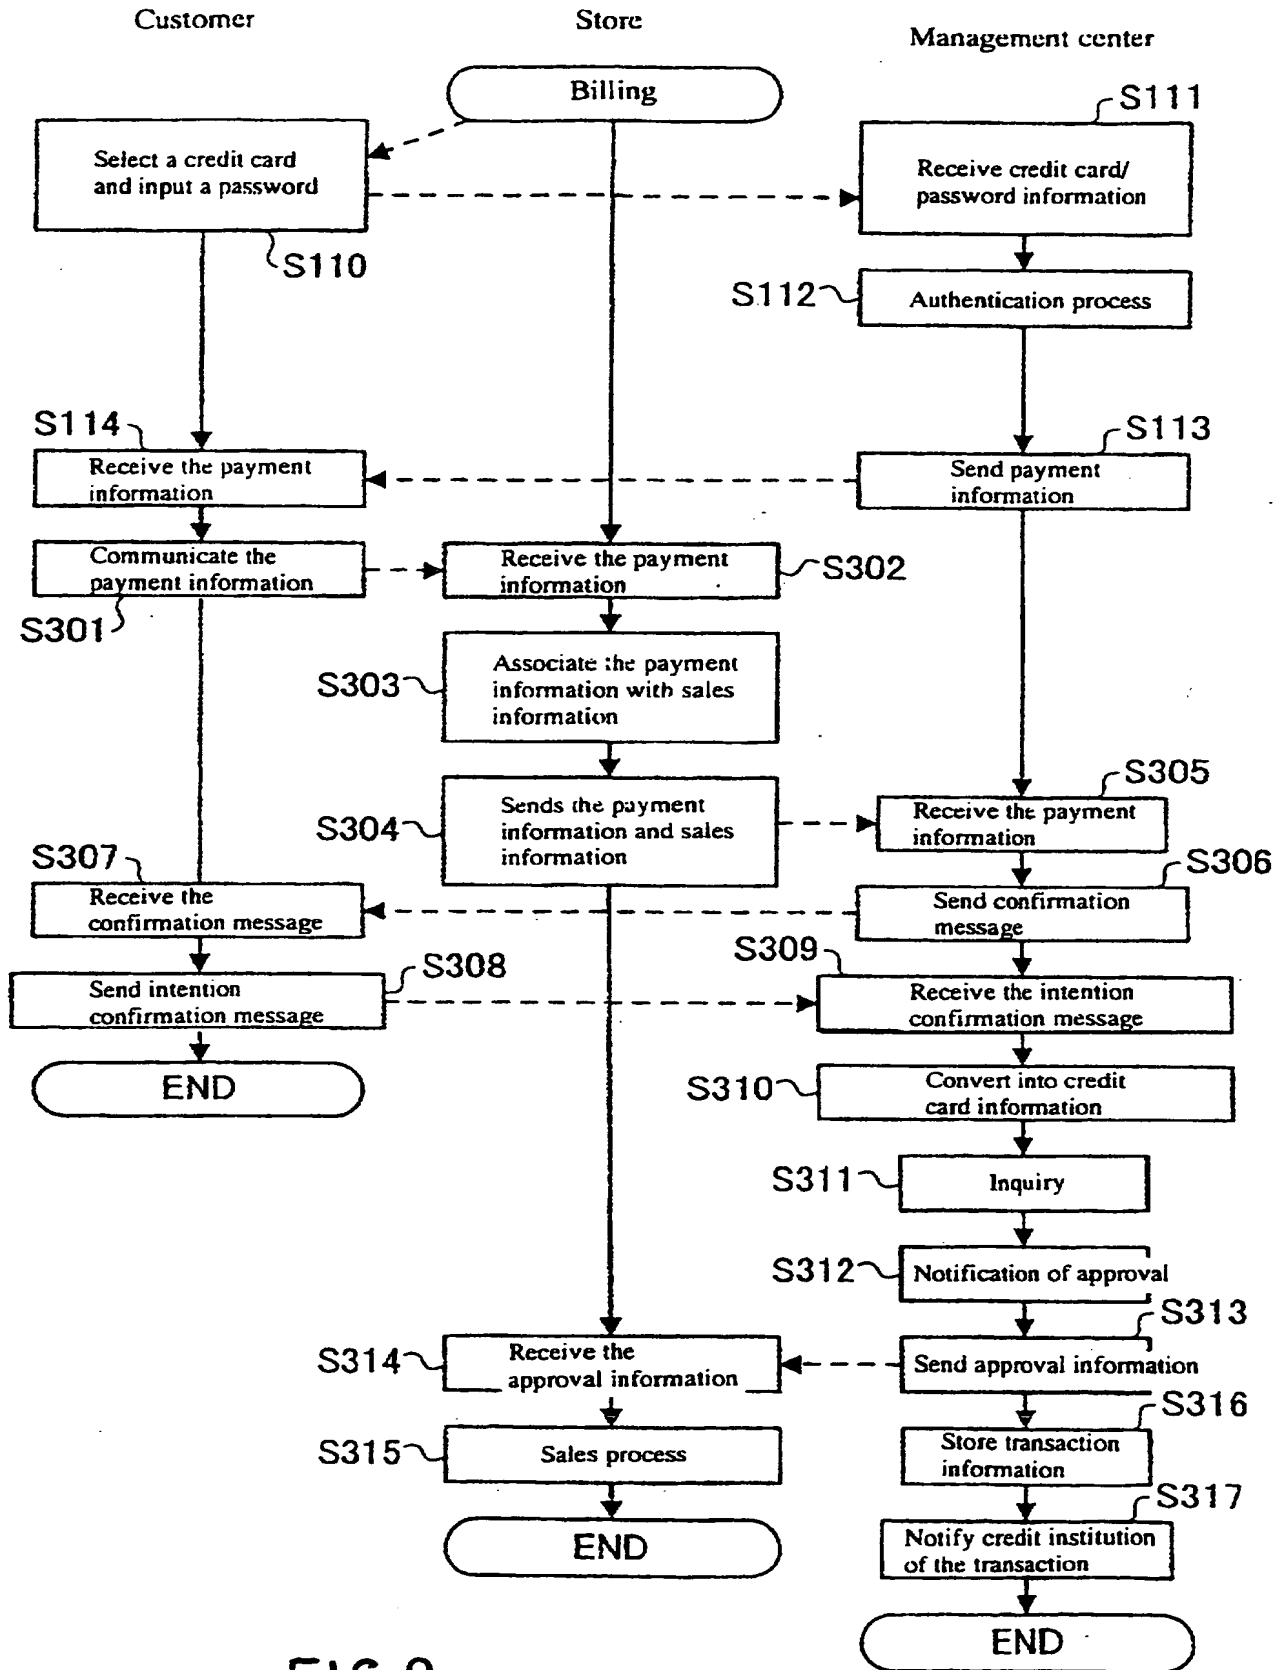 Customer
Store
Management center
Billing
S111
Select a credit card
and input a password
Receive credit card/
password information
S110
S112
Authentication process
S114
S113
Receive the payment
information
Send payment
information
Communicate the
payment information
Receive the payment
information
S302
S301
S303
Associate the payment
information with sales
information
S305
S304
Sends the payment
information and sales
information
Receive the payment
information
S307
S306
Receive the
confirmation message
Send confirmation
message
S309
S308
Send intention
confirmation message
Receive the intention
confirmation message
END
S310
Convert into credit
card information
S311
Inquiry
S312
Notification of approval
S313
S314
Receive the
approval information
Send approval information
S316
S315
Sales process
Store transaction
information
S317
END
Notify credit institution
of the transaction
END